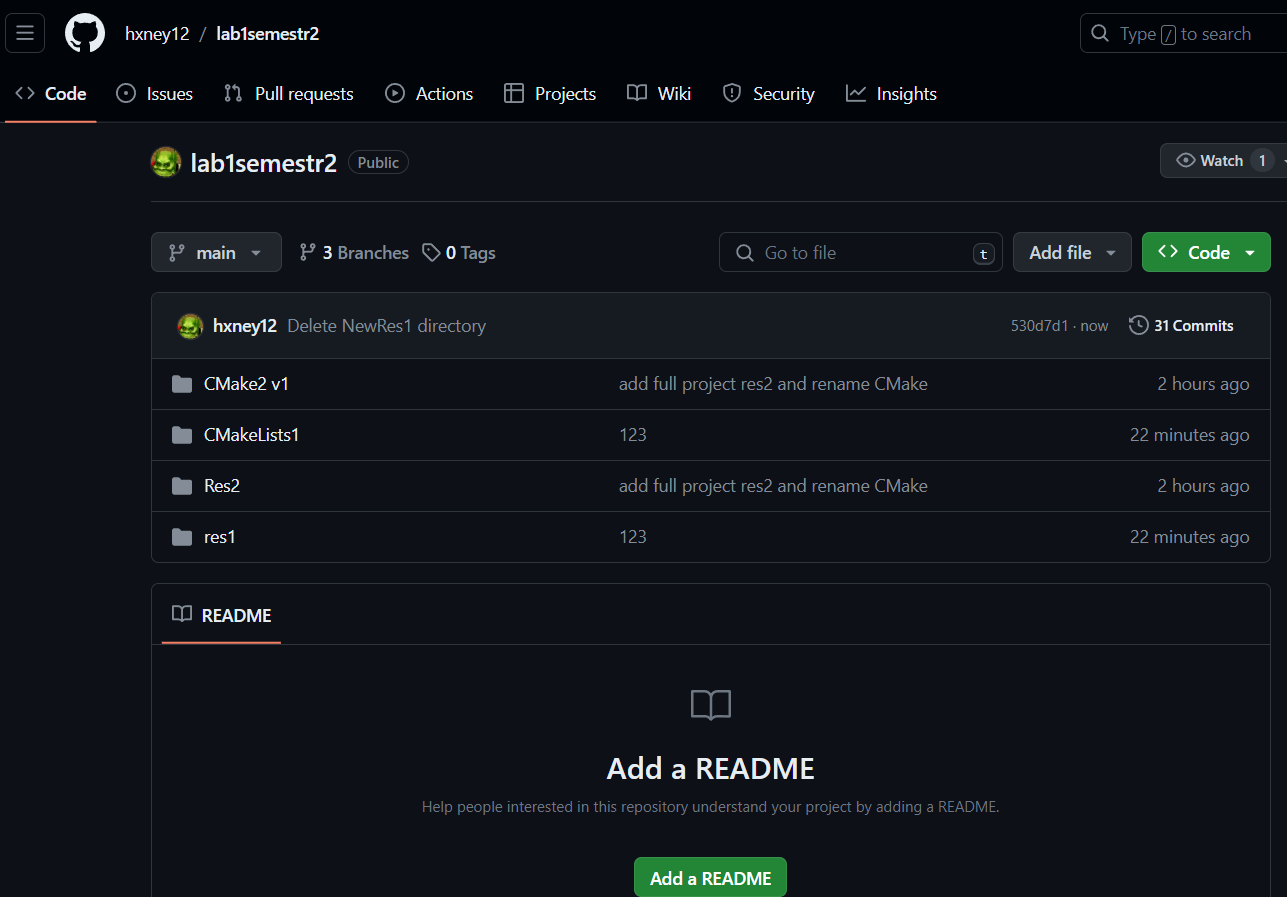 hxney12 / lab1semestr2
Type / to search
Code Issues Pull requests Actions Projects Wiki Security Insights
lab1semestr2 Public
Watch 1
main 3 Branches 0 Tags Go to file t Add file Code
hxney12 Delete NewRes1 directory 530d7d1 · now 31 Commits
CMake2 v1 add full project res2 and rename CMake 2 hours ago
CMakeLists1 123 22 minutes ago
Res2 add full project res2 and rename CMake 2 hours ago
res1 123 22 minutes ago
README
Add a README
Help people interested in this repository understand your project by adding a README.
Add a README